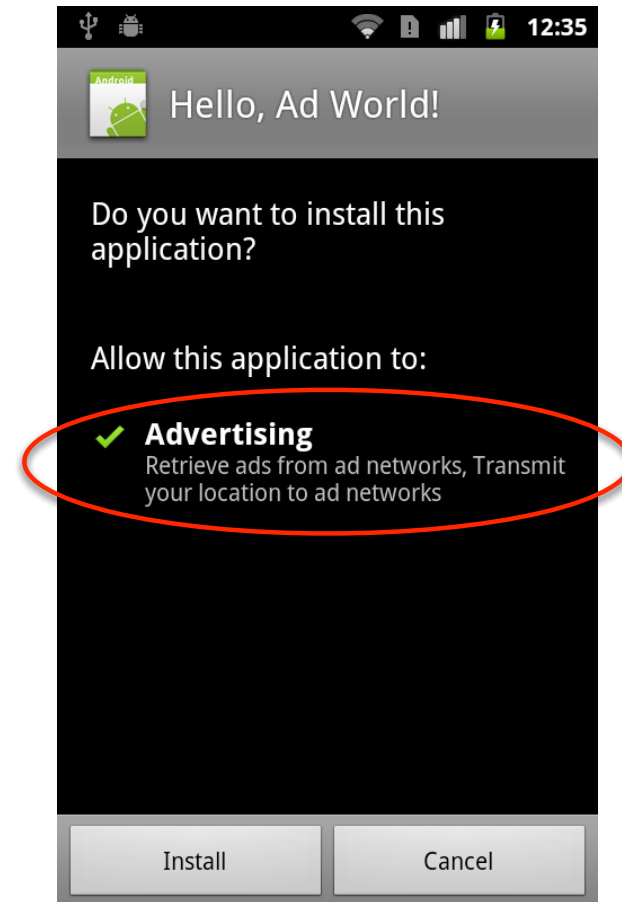 12:35
Android
Hello, Ad World!
Do you want to install this
application?
Allow this application to:
Advertising
Retrieve ads from ad networks, Transmit
your location to ad networks
Install
Cancel